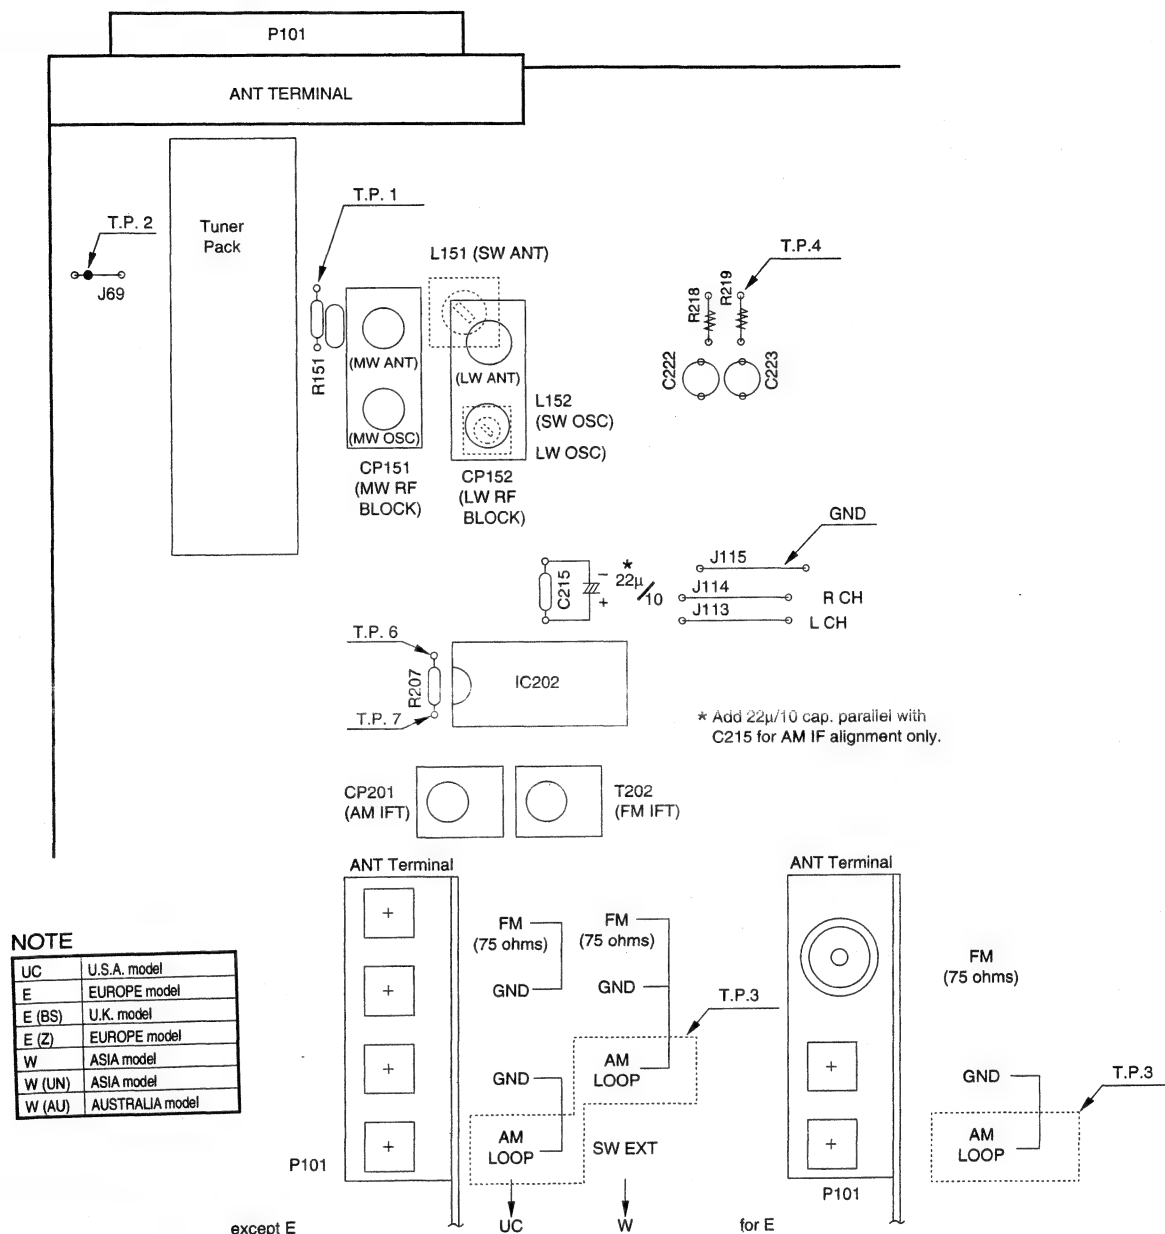 P101
ANT TERMINAL
T.P. 1
T.P. 2
Tuner
Pack
J69
L151 (SW ANT)
T.P.4
R218
R219
R151
(MW ANT)
(LW ANT)
C222
C223
(MW OSC)
L152
(SW OSC)
LW OSC)
CP151
(MW RF
BLOCK)
CP152
(LW RF
BLOCK)
GND
J115
C215
−
+
*
22μ/10
J114
R CH
J113
L CH
T.P. 6
R207
IC202
T.P. 7
* Add 22μ/10 cap. parallel with
C215 for AM IF alignment only.
CP201
(AM IFT)
T202
(FM IFT)
ANT Terminal
FM
(75 ohms)
GND
GND
AM
LOOP
FM
(75 ohms)
GND
AM
LOOP
T.P.3
SW EXT
P101
except E
UC
W
ANT Terminal
FM
(75 ohms)
GND
AM
LOOP
T.P.3
P101
for E
NOTE
UC U.S.A. model
E EUROPE model
E (BS) U.K. model
E (Z) EUROPE model
W ASIA model
W (UN) ASIA model
W (AU) AUSTRALIA model